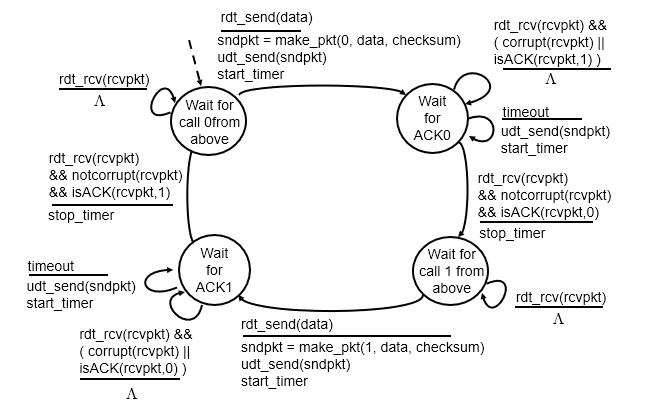 rdt_send(data)
sndpkt = make_pkt(0, data, checksum)
udt_send(sndpkt)
start_timer
rdt_rcv(rcvpkt) &&
( corrupt(rcvpkt) ||
isACK(rcvpkt,1) )
Λ
rdt_rcv(rcvpkt)
Λ
Wait for
call 0from
above
Wait
for
ACK0
timeout
udt_send(sndpkt)
start_timer
rdt_rcv(rcvpkt)
&& notcorrupt(rcvpkt)
&& isACK(rcvpkt,1)
stop_timer
rdt_rcv(rcvpkt)
&& notcorrupt(rcvpkt)
&& isACK(rcvpkt,0)
stop_timer
Wait
for
ACK1
Wait for
call 1 from
above
timeout
udt_send(sndpkt)
start_timer
rdt_rcv(rcvpkt)
Λ
rdt_rcv(rcvpkt) &&
( corrupt(rcvpkt) ||
isACK(rcvpkt,0) )
Λ
rdt_send(data)
sndpkt = make_pkt(1, data, checksum)
udt_send(sndpkt)
start_timer